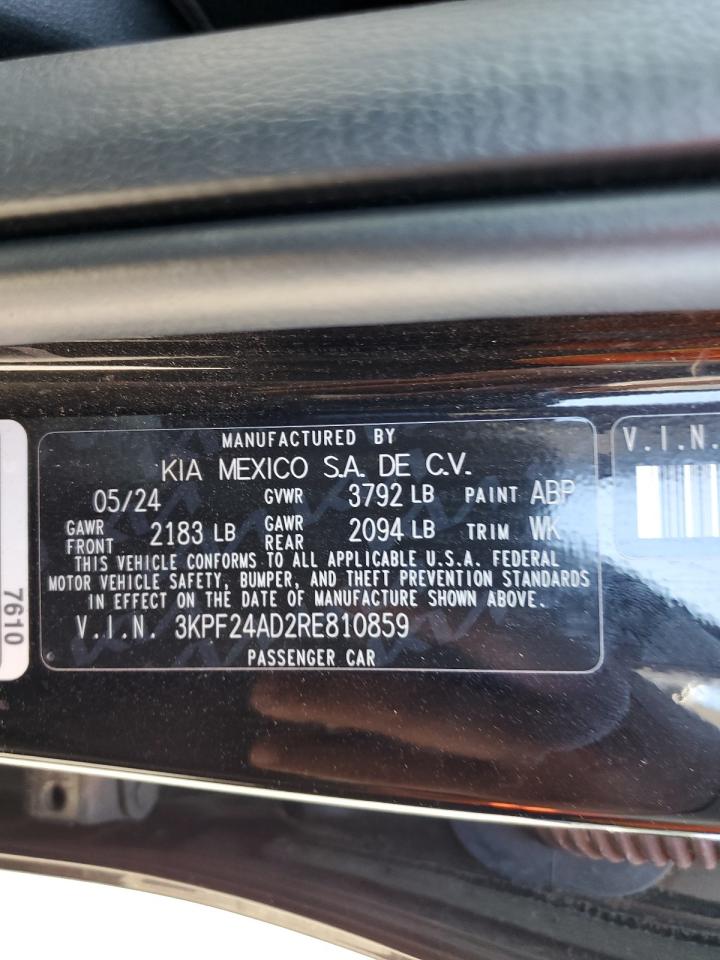 MANUFACTURED BY
KIA MEXICO S.A. DE C.V.
05/24 GVWR 3792 LB PAINT ABP
GAWR FRONT 2183 LB GAWR REAR 2094 LB TRIM WK
THIS VEHICLE CONFORMS TO ALL APPLICABLE U.S.A. FEDERAL
MOTOR VEHICLE SAFETY, BUMPER, AND THEFT PREVENTION STANDARDS
IN EFFECT ON THE DATE OF MANUFACTURE SHOWN ABOVE.
V.I.N. 3KPF24AD2RE810859
PASSENGER CAR
V.I.N.
7610